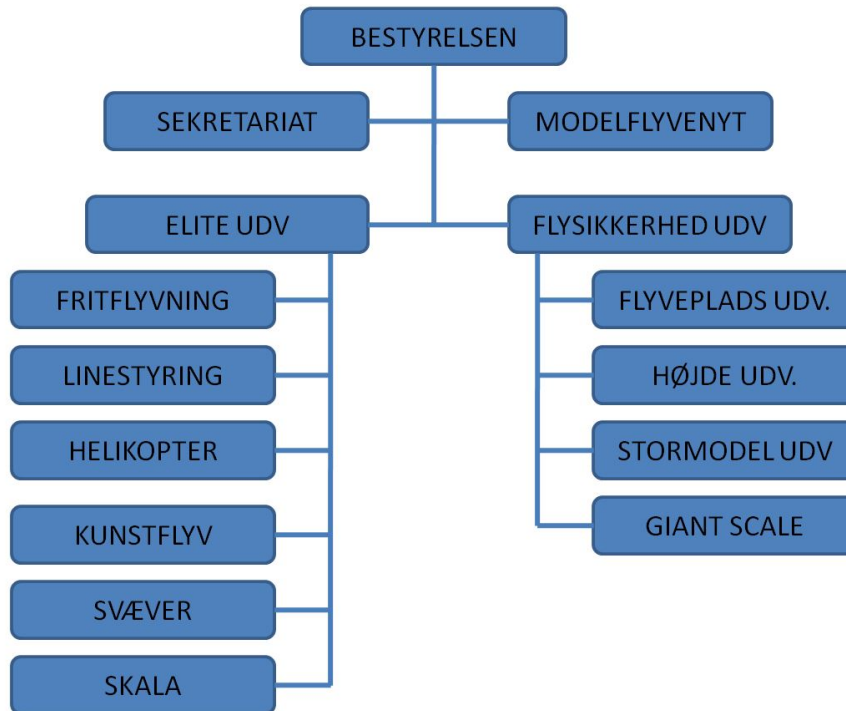 BESTYRELSEN
SEKRETARIAT
MODELFLYVENYT
ELITE UDV
FLYSIKKERHED UDV
FRITFLYVNING
FLYVEPLADS UDV.
LINESTYRING
HØJDE UDV.
HELIKOPTER
STORMODEL UDV
KUNSTFLYV
GIANT SCALE
SVÆVER
SKALA